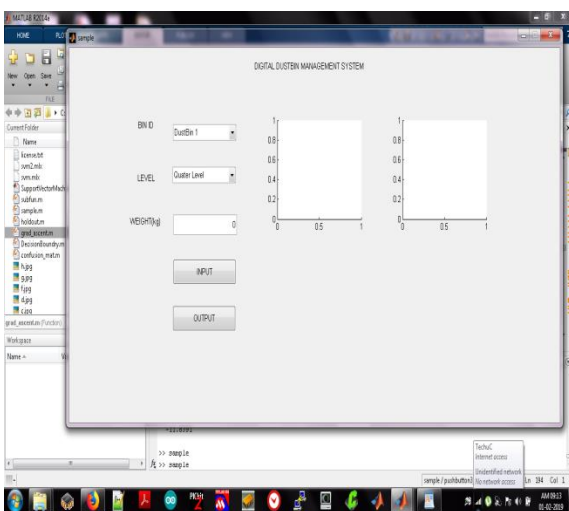 MATLAB R2014a
HOME
sample
DIGITAL DUSTBIN MANAGEMENT SYSTEM
New Open Save
FILE
Current Folder
Name
license.txt
svm2.mlx
svm.mlx
subfun.m
sample.m
holdout.m
grad_ascent.m
DecisionBoundry.m
confusion_mat.m
h.jpg
g.jpg
f.jpg
d.jpg
c.jpg
grad_ascent.m (Function)
Workspace
Name
BIN ID
DustBin 1
LEVEL
Quater Level
WEIGHT(kg)
0
INPUT
OUTPUT
1
0.8
0.6
0.4
0.2
0
0 0.5 1
1
0.8
0.6
0.4
0.2
0
0 0.5 1
>> sample
>> sample
TechuC
Internet access
Unidentified network
No network access
sample / pushbutton
Ln 194 Col 1
AM 09:13
01-02-2019